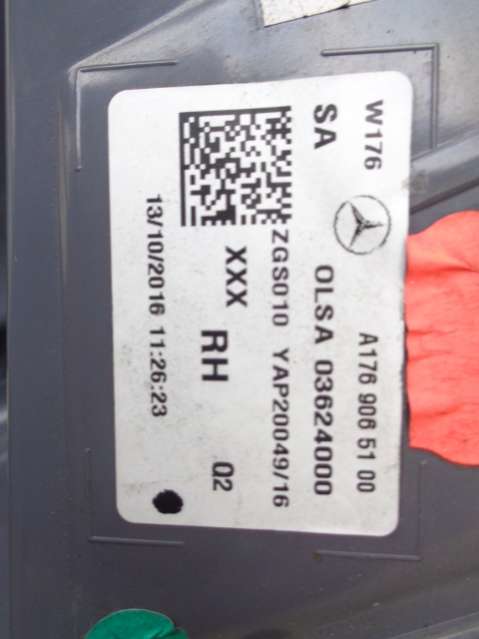 W176 A176 906 51 00
SA OLSA 03624000
ZGS010 YAP20049/16
XXX RH 02
13/10/2016 11:26:23